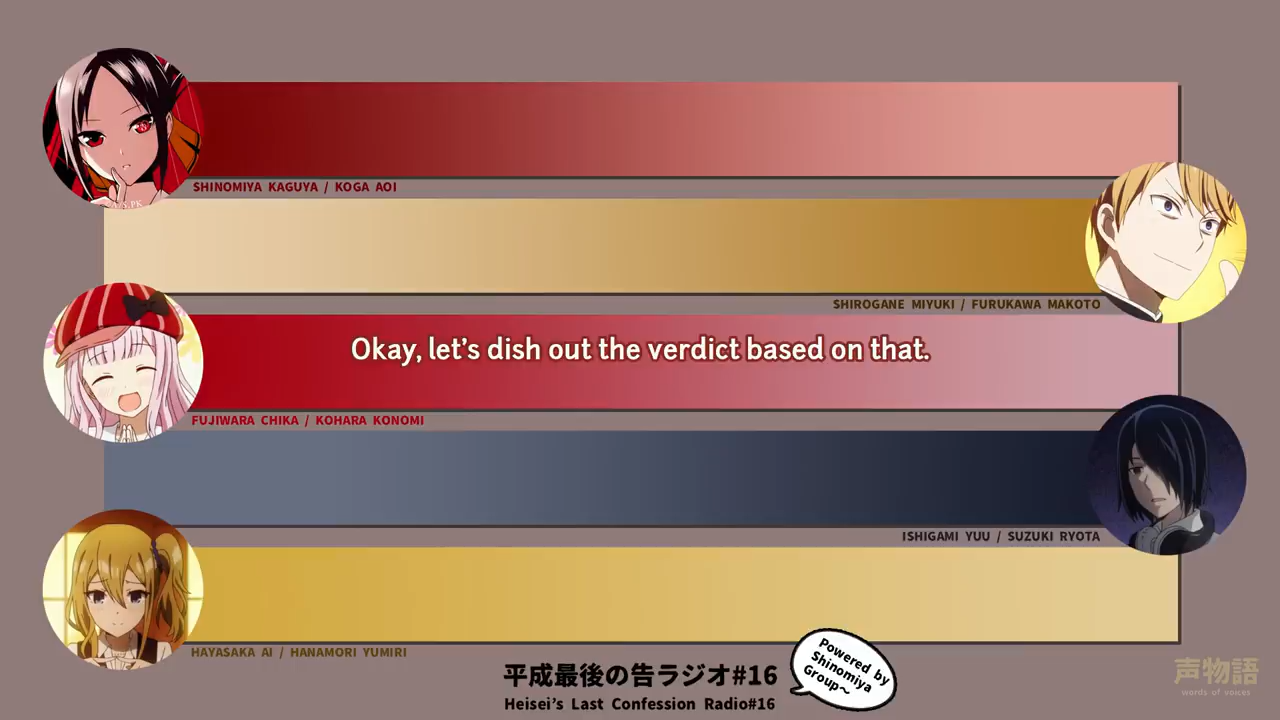 SHINOMIYA KAGUYA / KOGA AOI
SHIROGANE MIYUKI / FURUKAWA MAKOTO
Okay, let's dish out the verdict based on that.
FUJIWARA CHIKA / KOHARA KONOMI
ISHIGAMI YUU / SUZUKI RYOTA
HAYASAKA AI / HANAMORI YUMIRI
平成最後の告ラジオ#16
Heisei's Last Confession Radio#16
Powered by
Shinomiya
Group~
声物語
words of voices